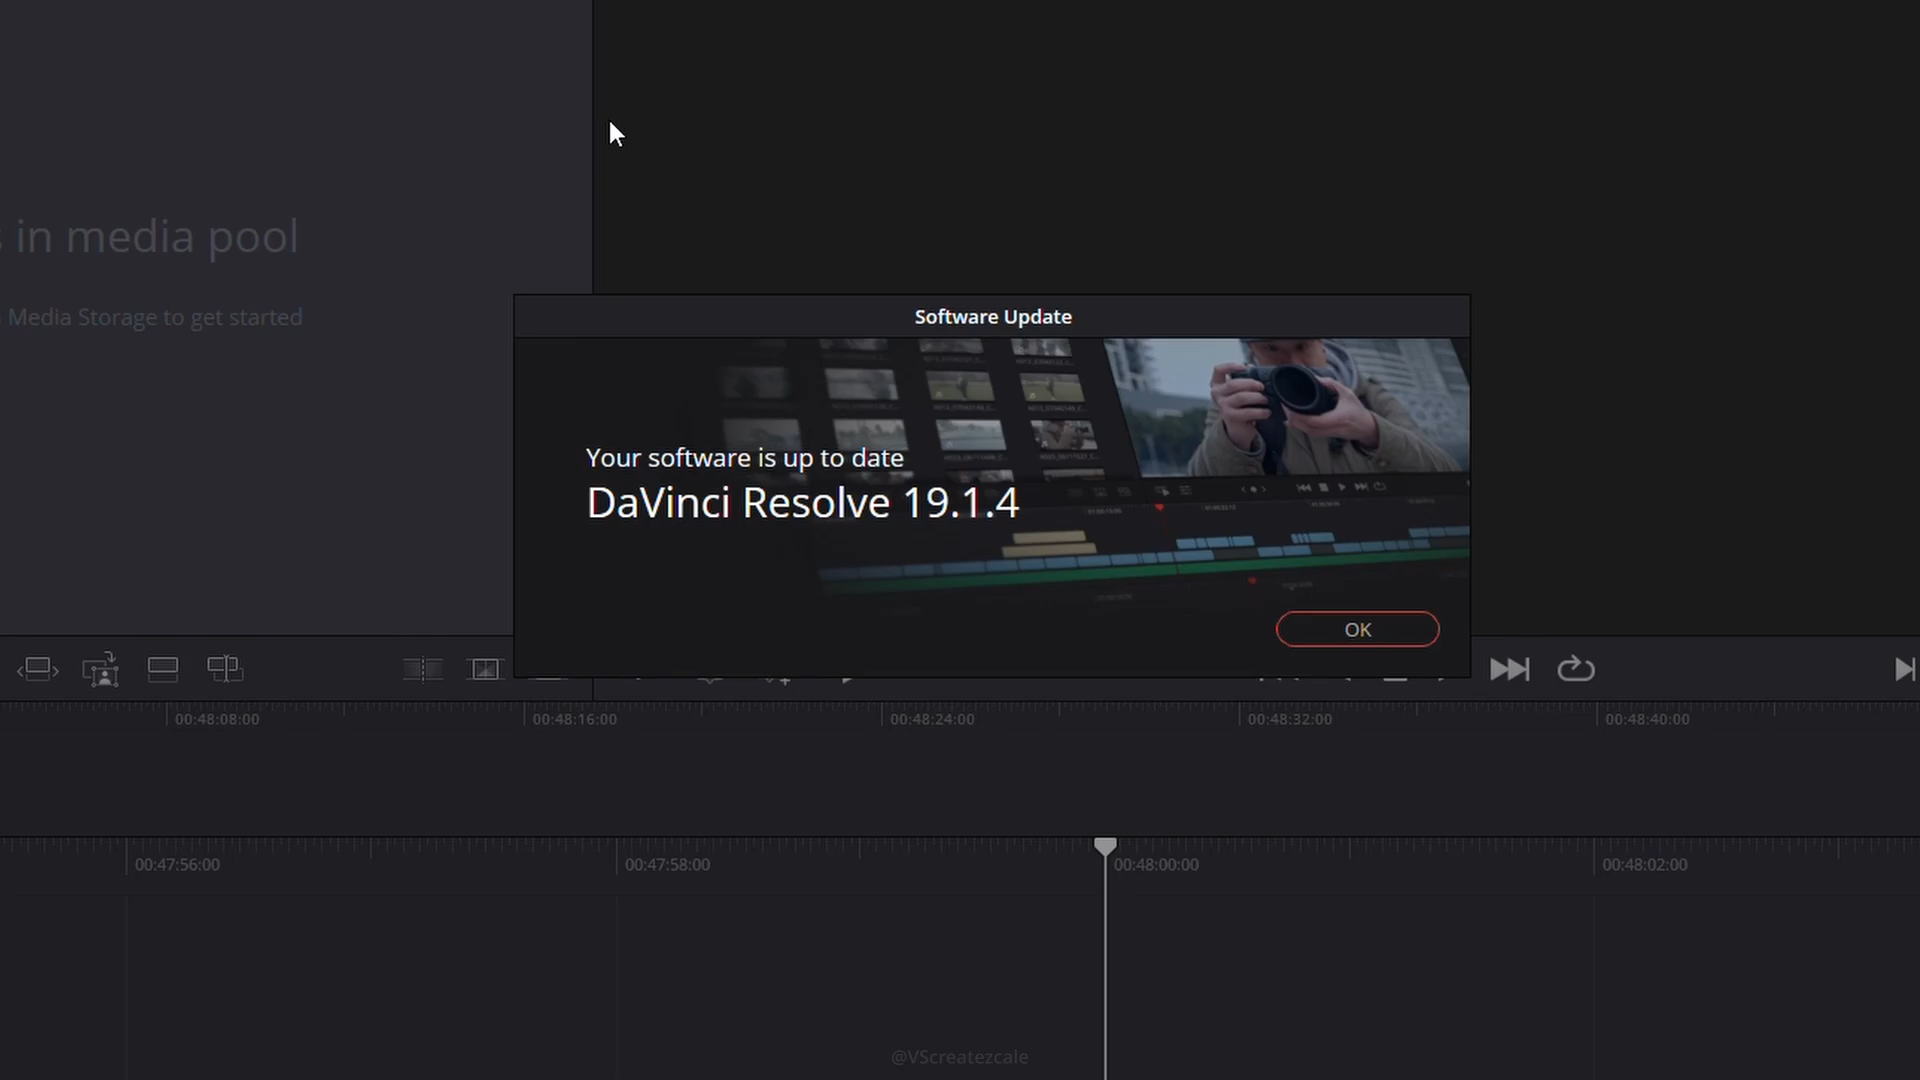 in media pool
Media Storage to get started
Software Update
Your software is up to date
DaVinci Resolve 19.1.4
OK
00:48:08:00
00:48:16:00
00:48:24:00
00:48:32:00
00:48:40:00
00:47:56:00
00:47:58:00
00:48:00:00
00:48:02:00
@VScreatezcale